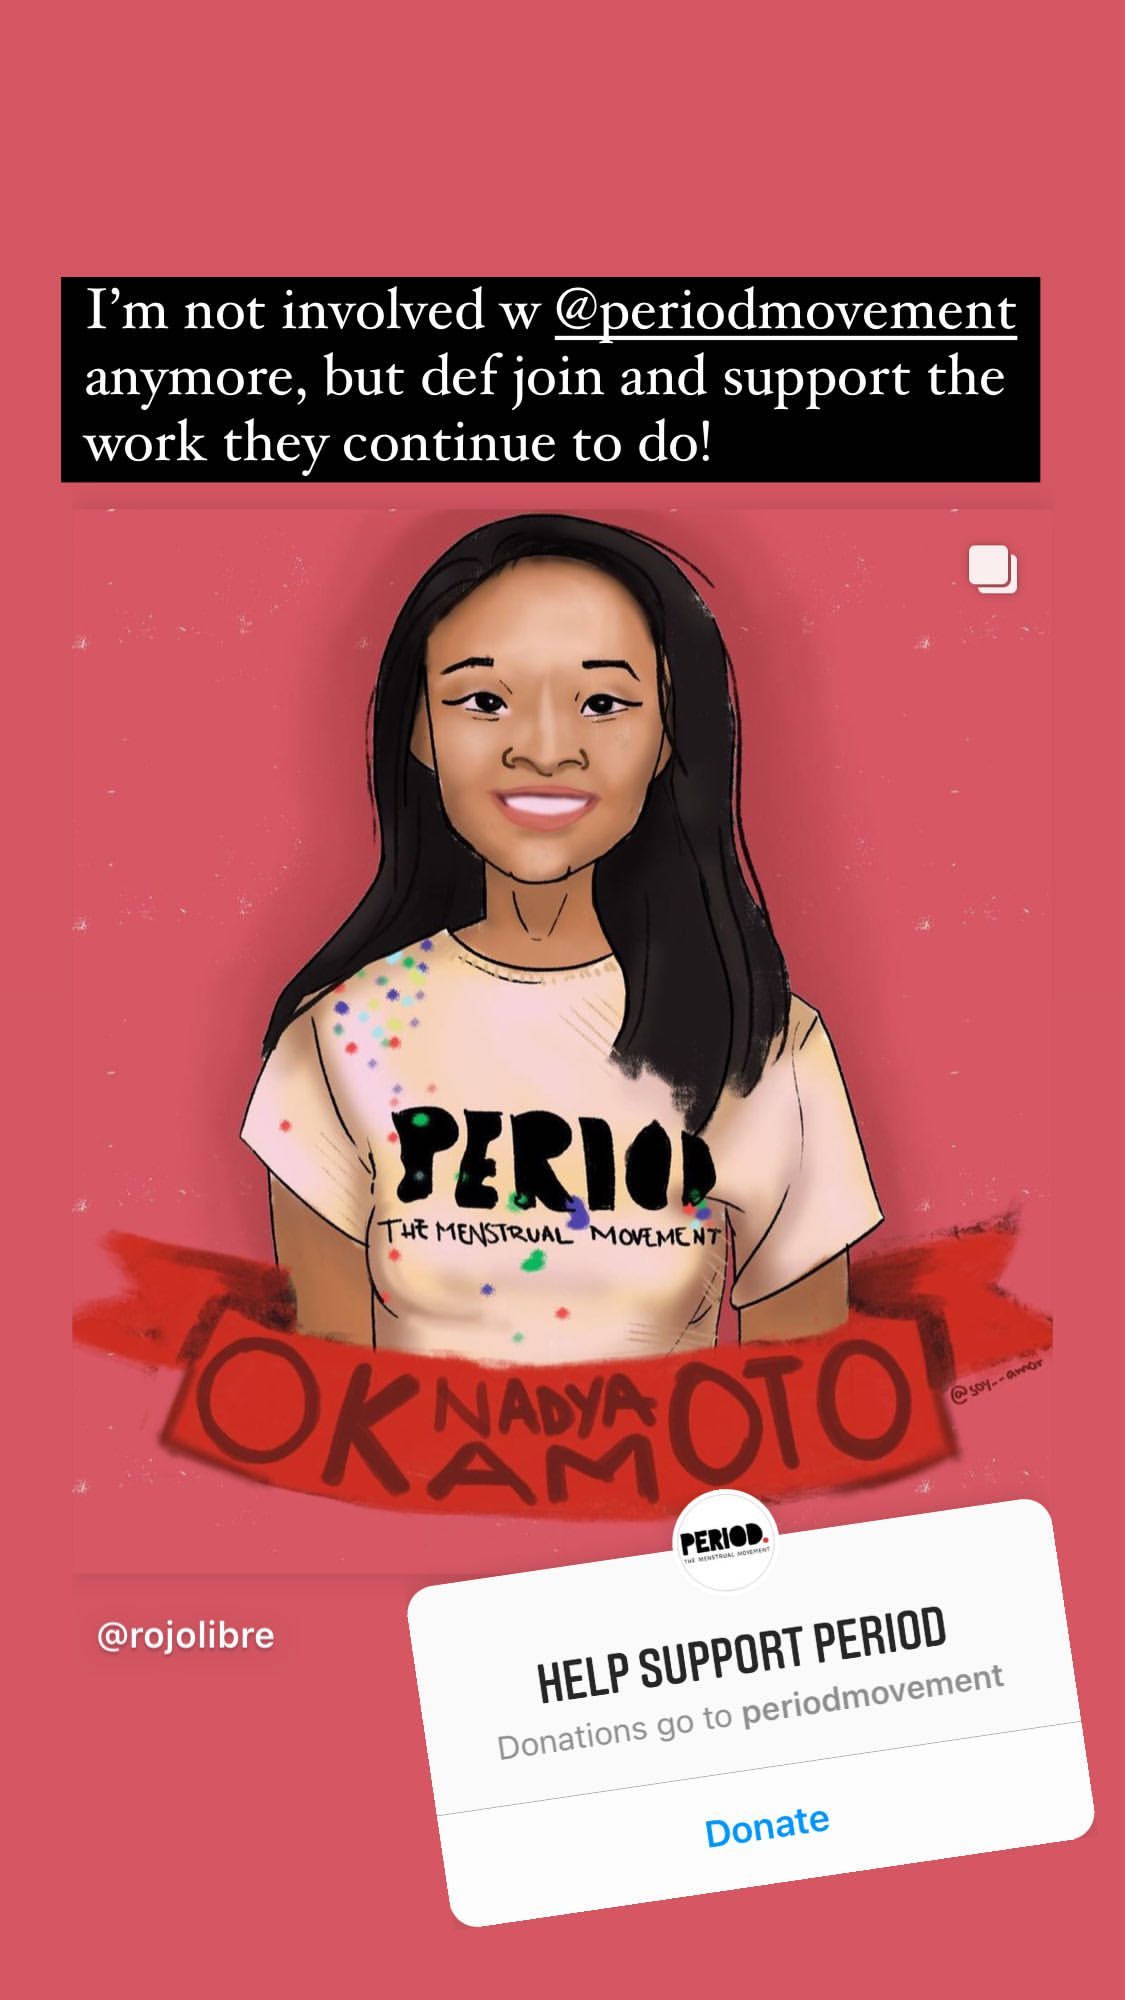 I’m not involved w @periodmovement
anymore, but def join and support the
work they continue to do!
PERIOD
THE MENSTRUAL MOVEMENT
OKAMOTO
NADYA
@soy--amor
@rojolibre
PERIOD.
THE MENSTRUAL MOVEMENT
HELP SUPPORT PERIOD
Donations go to periodmovement
Donate